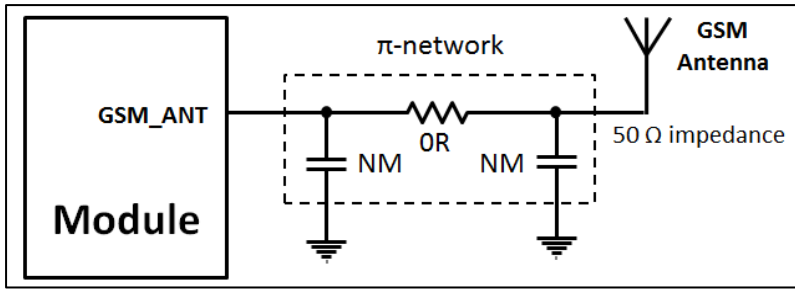 π-network
GSM
Antenna
GSM_ANT
0R
50 Ω impedance
NM
NM
Module